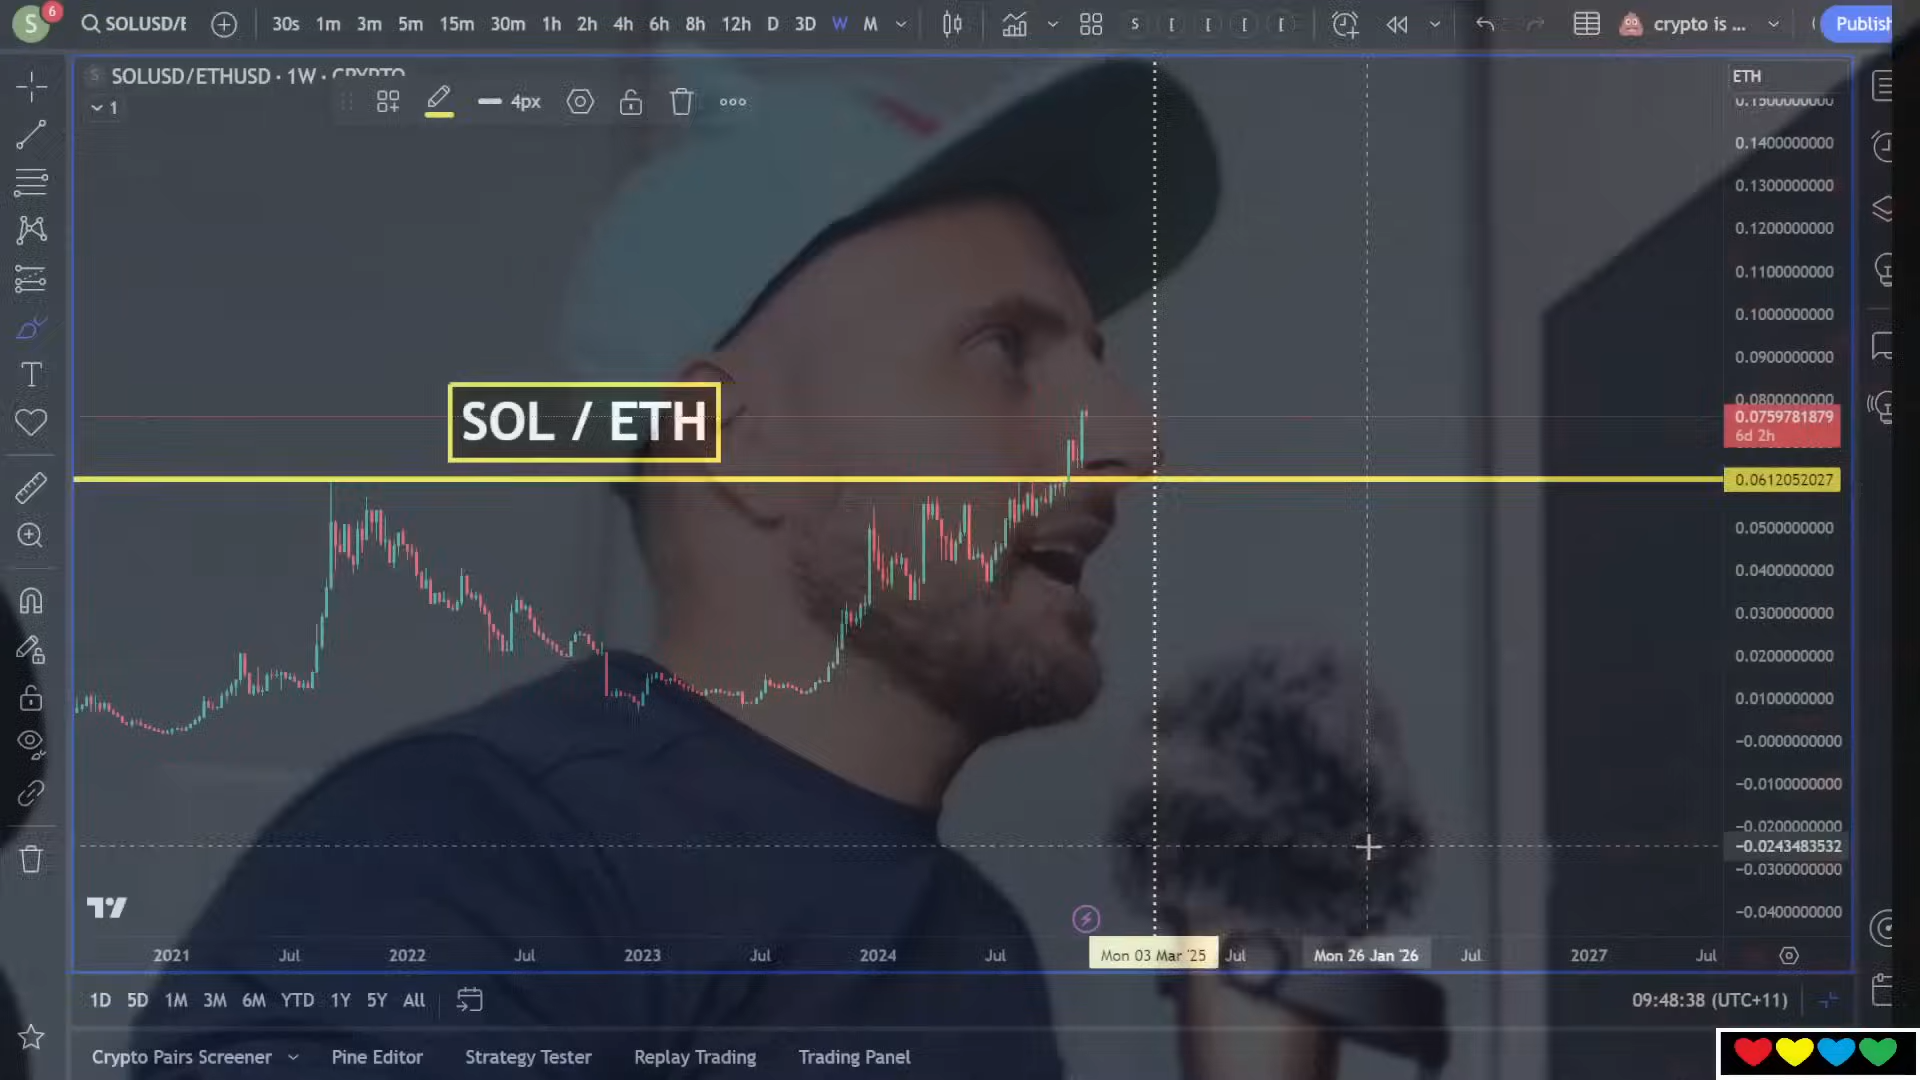 S 6 SOLUSD/E 30s 1m 3m 5m 15m 30m 1h 2h 4h 6h 8h 12h D 3D W M S [ [ [ [ crypto is ... Publish
S SOLUSD/ETHUSD · 1W · CRYPTO
4px
1
ETH
0.1500000000
0.1400000000
0.1300000000
0.1200000000
0.1100000000
0.1000000000
0.0900000000
0.0800000000
0.0759781879
6d 2h
SOL / ETH
0.0612052027
0.0500000000
0.0400000000
0.0300000000
0.0200000000
0.0100000000
−0.0000000000
−0.0100000000
−0.0200000000
−0.0243483532
−0.0300000000
−0.0400000000
2021 Jul 2022 Jul 2023 Jul 2024 Jul Mon 03 Mar '25 Jul Mon 26 Jan '26 Jul 2027 Jul
1D 5D 1M 3M 6M YTD 1Y 5Y All 09:48:38 (UTC+11)
Crypto Pairs Screener Pine Editor Strategy Tester Replay Trading Trading Panel